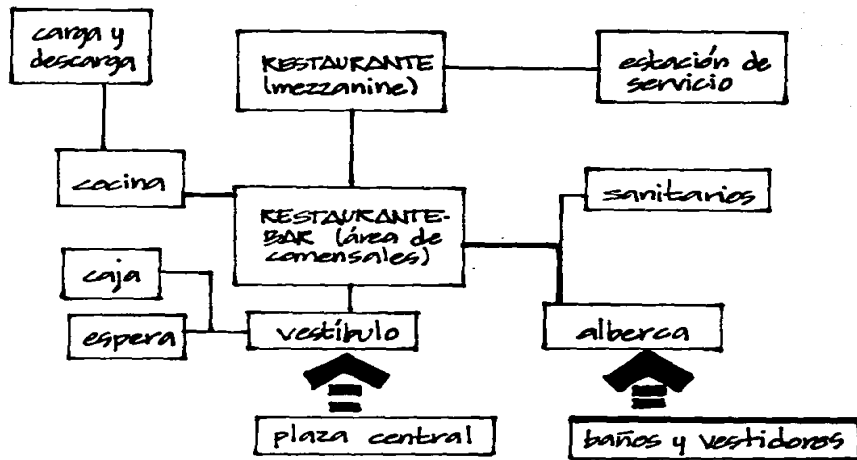 carga y
descarga
RESTAURANTE
(mezzanine)
estación de
servicio
cocina
sanitarios
RESTAURANTE-
BAR (área de
comensales)
caja
espera
vestíbulo
alberca
plaza central
baños y vestidores